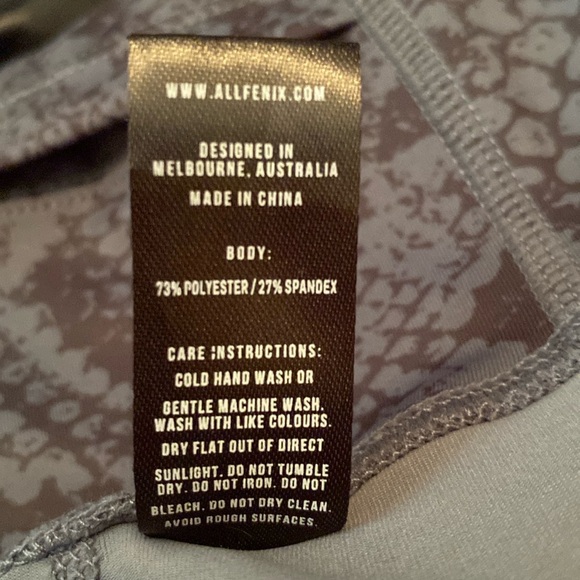 WWW.ALLFENIX.COM
DESIGNED IN
MELBOURNE, AUSTRALIA
MADE IN CHINA
BODY:
73% POLYESTER/27% SPANDEX
CARE INSTRUCTIONS:
COLD HAND WASH OR
GENTLE MACHINE WASH.
WASH WITH LIKE COLOURS.
DRY FLAT OUT OF DIRECT
SUNLIGHT. DO NOT TUMBLE
DRY. DO NOT IRON. DO NOT
BLEACH. DO NOT DRY CLEAN.
AVOID ROUGH SURFACES.